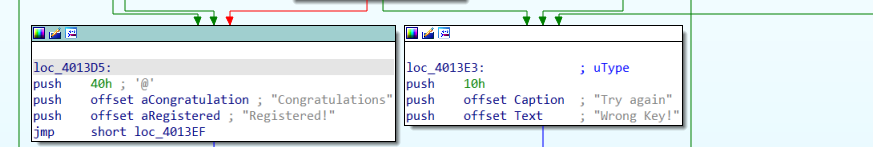 loc_4013D5:
push 40h ; '@'
push offset aCongratulation ; "Congratulations"
push offset aRegistered ; "Registered!"
jmp short loc_4013EF
loc_4013E3: ; uType
push 10h
push offset Caption ; "Try again"
push offset Text ; "Wrong Key!"